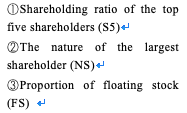 ①Shareholding ratio of the top
five shareholders (S5)↵
②The nature of the largest
shareholder (NS)↵
③Proportion of floating stock
(FS) ↵